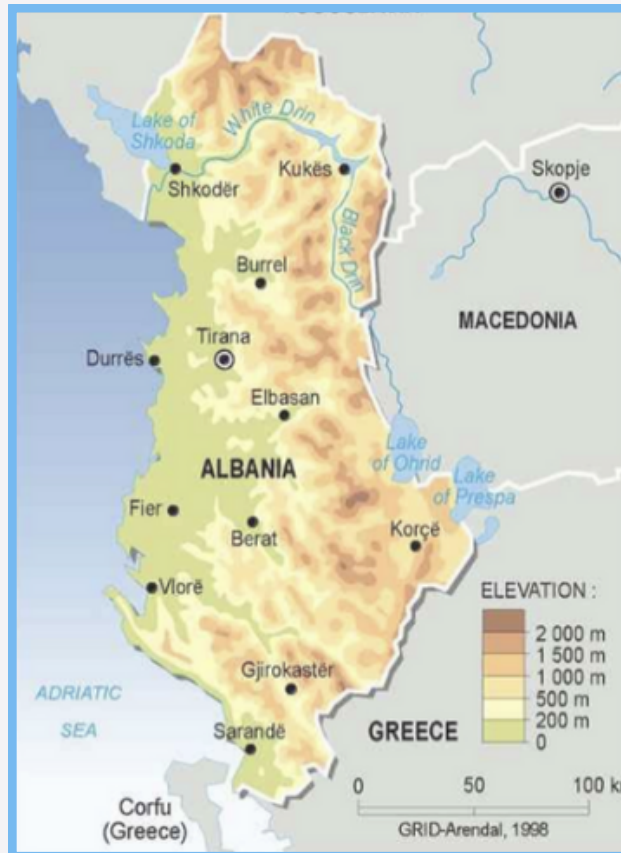 Lake of
Shkoda
White Drin
Shkodër
Kukës
Skopje
Black Drin
Burrel
MACEDONIA
Tirana
Durrës
Elbasan
Lake
of Ohrid
ALBANIA
Lake
of Prespa
Fier
Berat
Korçë
Vlorë
ELEVATION :
2 000 m
1 500 m
1 000 m
500 m
200 m
0
Gjirokastër
ADRIATIC
SEA
Sarandë
GREECE
Corfu
(Greece)
0 50 100
GRID-Arendal, 1998